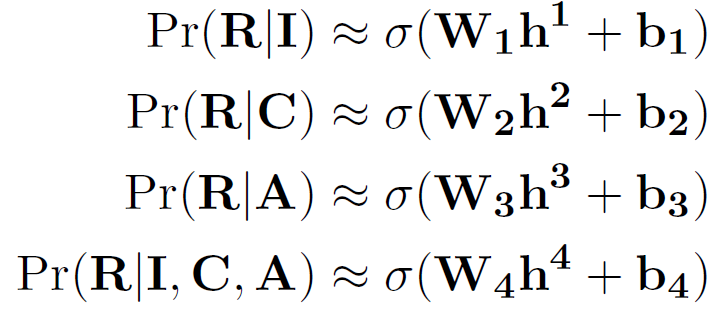 Pr(R|I) ≈ σ(W₁h¹ + b₁)
Pr(R|C) ≈ σ(W₂h² + b₂)
Pr(R|A) ≈ σ(W₃h³ + b₃)
Pr(R|I, C, A) ≈ σ(W₄h⁴ + b₄)